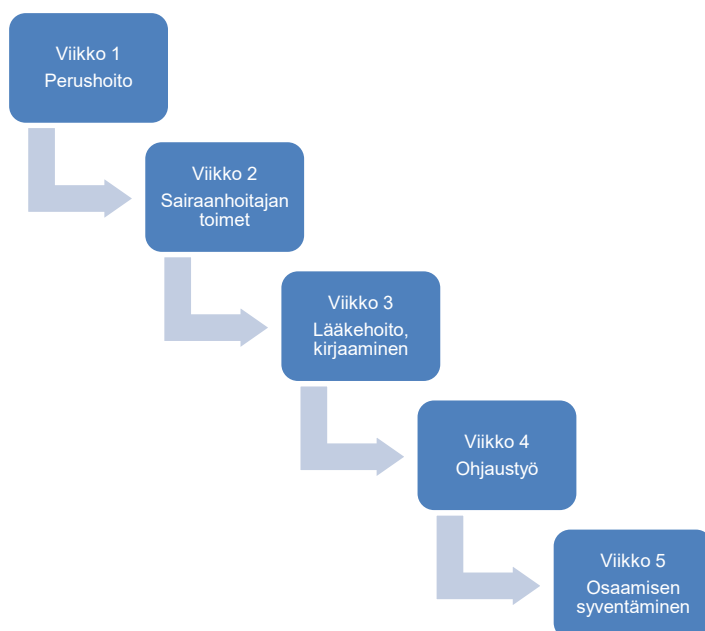 Viikko 1
Perushoito
Viikko 2
Sairaanhoitajan
toimet
Viikko 3
Lääkehoito,
kirjaaminen
Viikko 4
Ohjaustyö
Viikko 5
Osaamisen
syventäminen